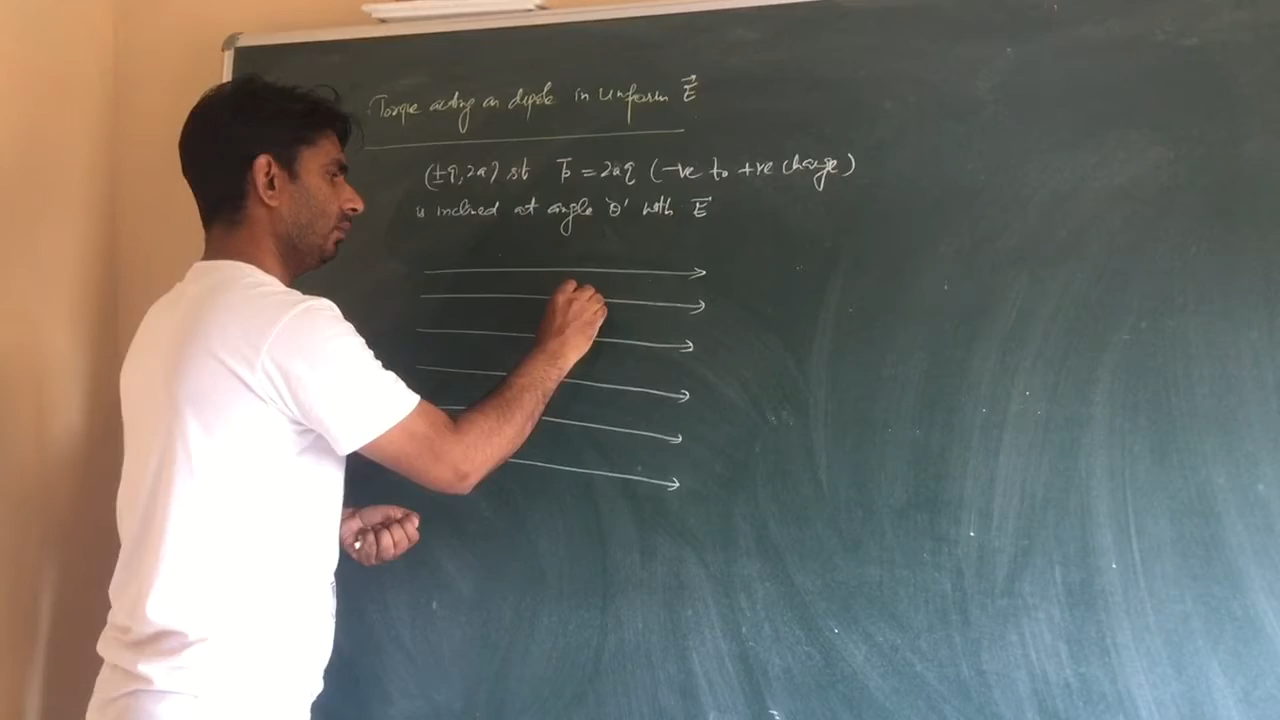 Torque acting on dipole in Uniform E⃗
(±q, 2a) st P̅ = 2aq (-ve to +ve charge)
is inclined at angle 'θ' with E⃗